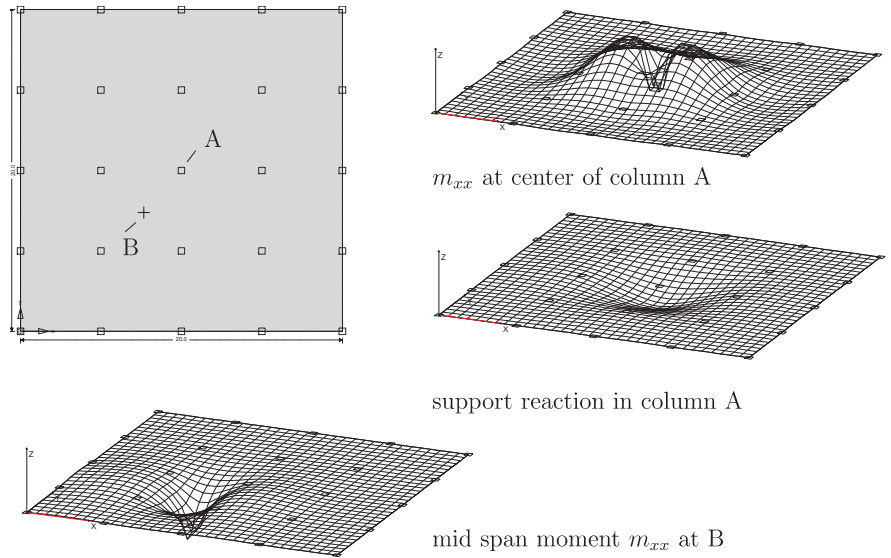 A
B
20.0
20.0
z
x
m_xx at center of column A
z
x
support reaction in column A
z
x
mid span moment m_xx at B